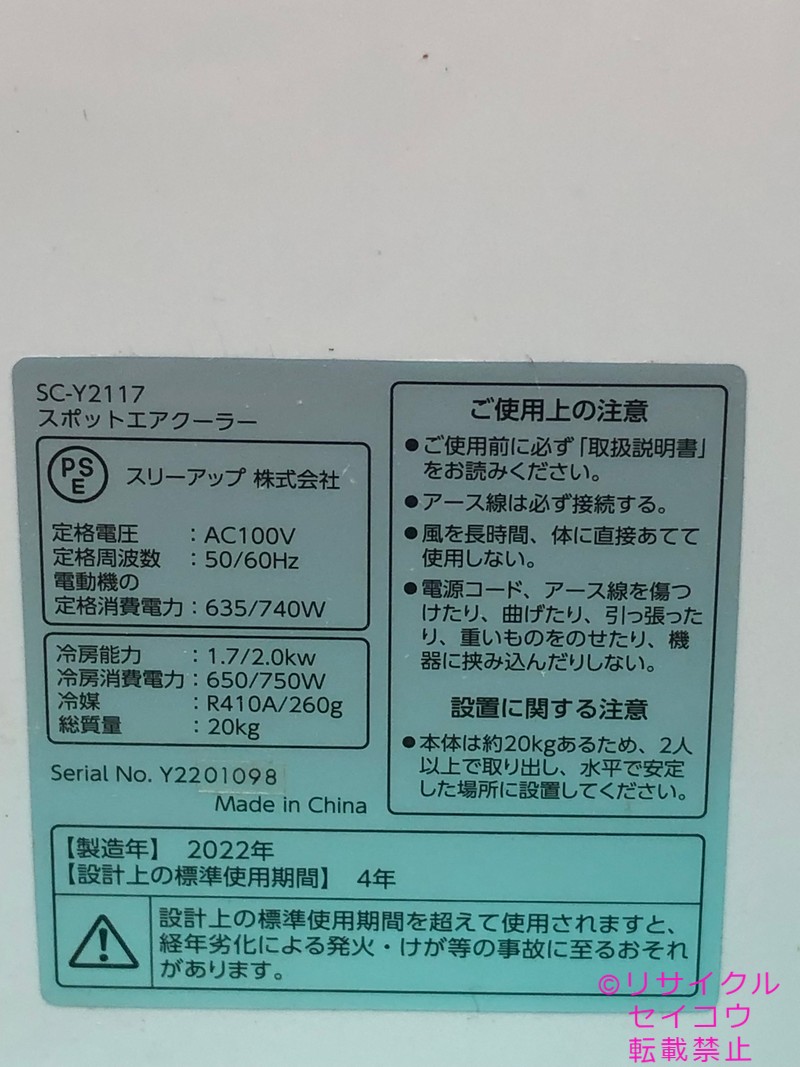 SC-Y2117
スポットエアクーラー
PSE
スリーアップ 株式会社
定格電圧 : AC100V
定格周波数 : 50/60Hz
電動機の
定格消費電力 : 635/740W
冷房能力 : 1.7/2.0kw
冷房消費電力 : 650/750W
冷媒 : R410A/260g
総質量 : 20kg
Serial No. Y2201098
Made in China
ご使用上の注意
●ご使用前に必ず「取扱説明書」
をお読みください。
●アース線は必ず接続する。
●風を長時間、体に直接あてて
使用しない。
●電源コード、アース線を傷つ
けたり、曲げたり、引っ張った
り、重いものをのせたり、機
器に挟み込んだりしない。
設置に関する注意
●本体は約20kgあるため、2人
以上で取り出し、水平で安定
した場所に設置してください。
【製造年】 2022年
【設計上の標準使用期間】 4年
設計上の標準使用期間を超えて使用されますと、
経年劣化による発火・けが等の事故に至るおそれ
があります。
©リサイクル
セイコウ
転載禁止